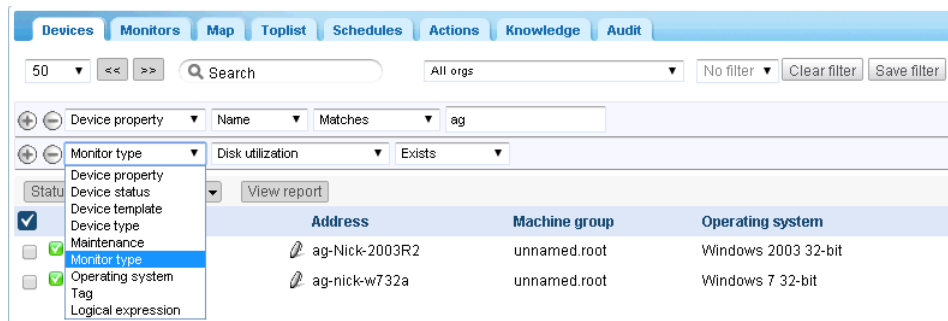 Devices Monitors Map Toplist Schedules Actions Knowledge Audit
50 << >> Search All orgs No filter Clear filter Save filter
Device property Name Matches ag
Monitor type Disk utilization Exists
Device property
Statu Device status View report
Device template
Device type
Address Machine group Operating system
Maintenance
ag-Nick-2003R2 unnamed.root Windows 2003 32-bit
Monitor type
Operating system
ag-nick-w732a unnamed.root Windows 7 32-bit
Tag
Logical expression